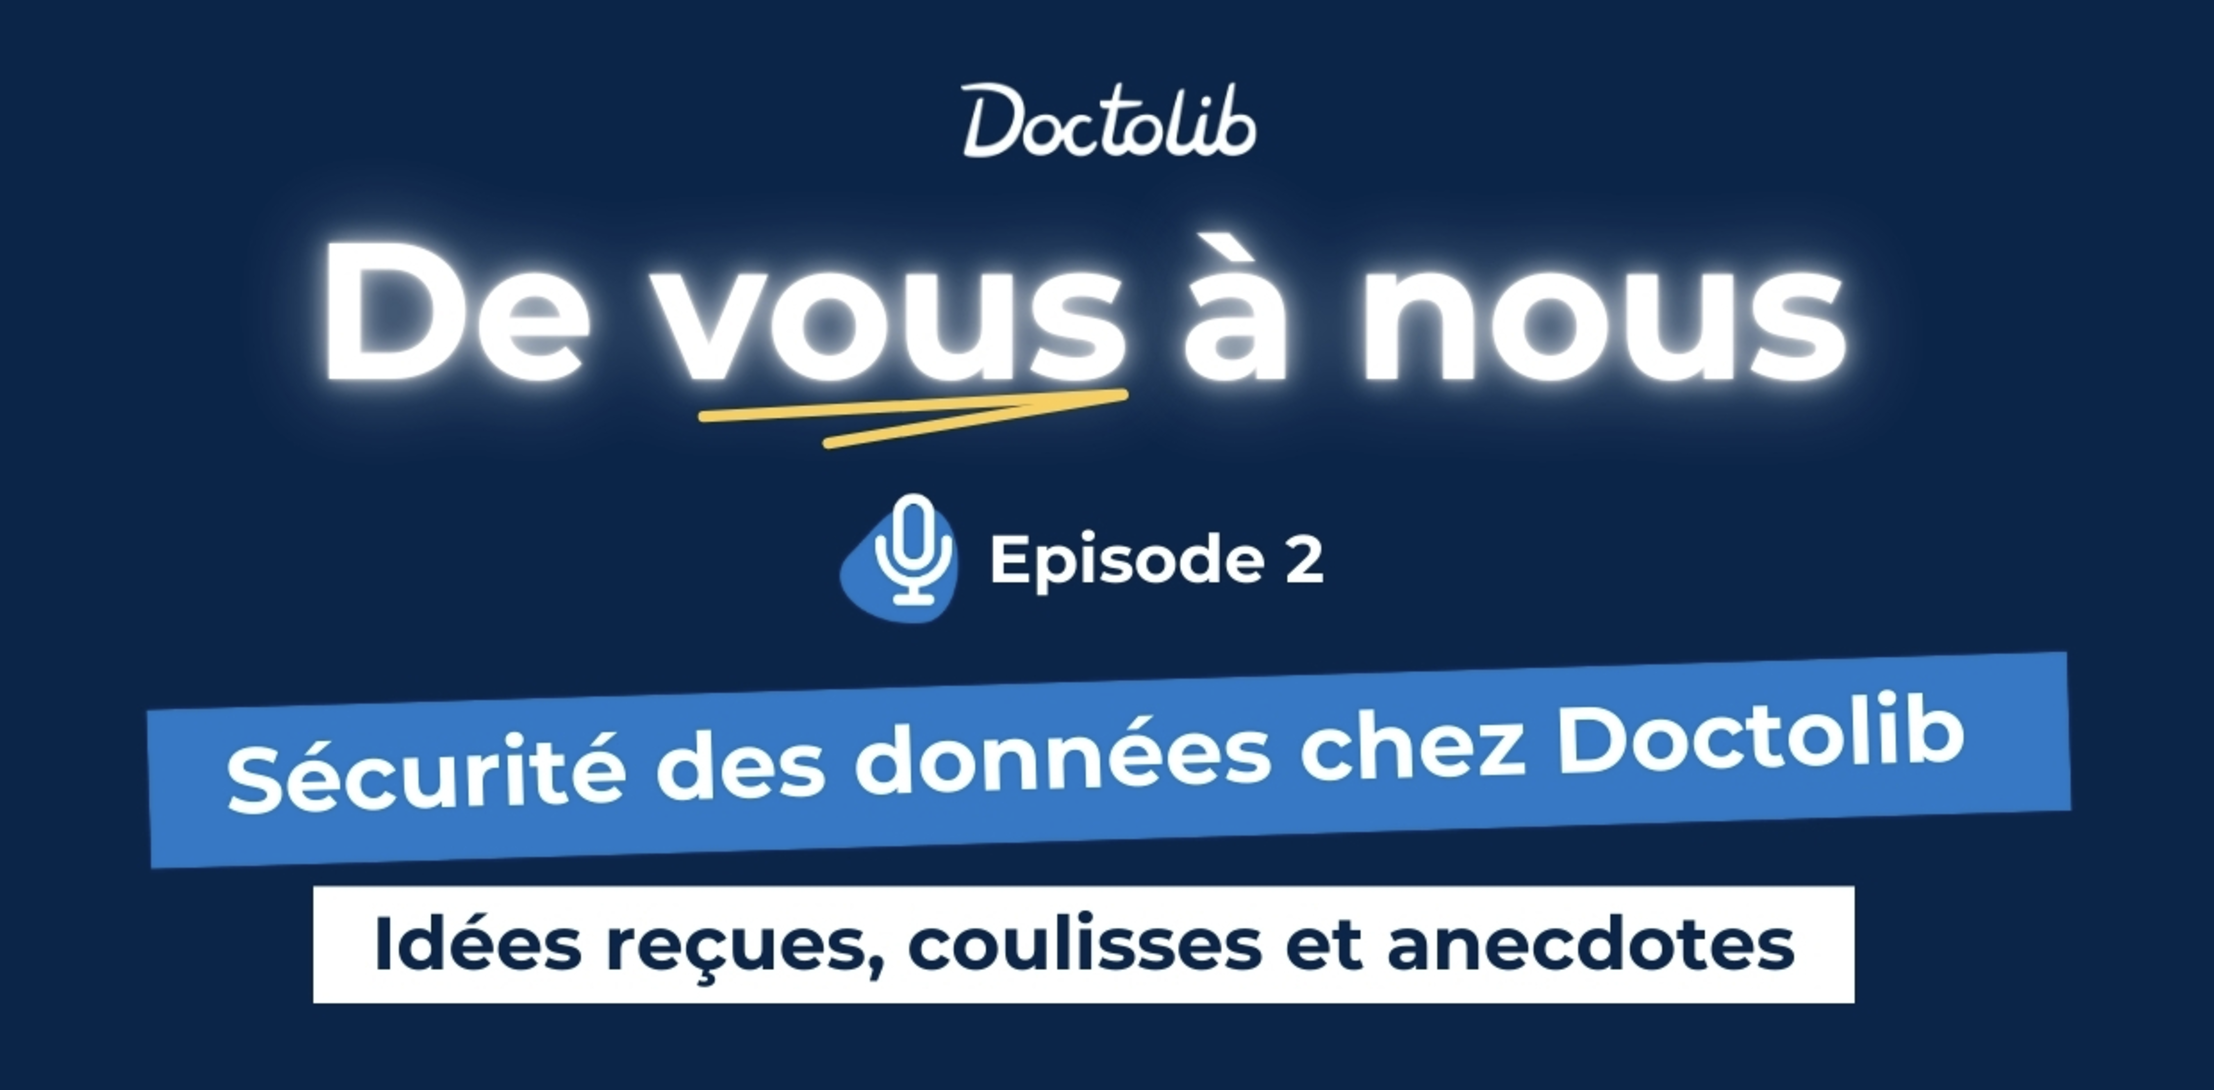 Doctolib
De vous à nous
Episode 2
Sécurité des données chez Doctolib
Idées reçues, coulisses et anecdotes